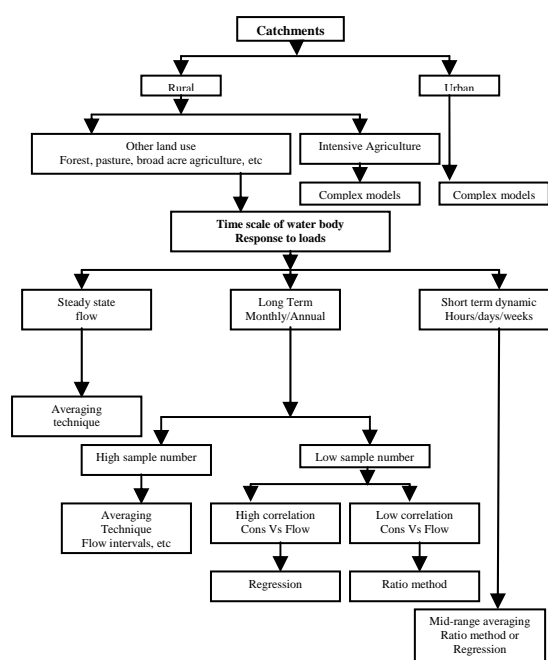 Catchments
Rural
Urban
Other land use
Forest, pasture, broad acre agriculture, etc
Intensive Agriculture
Complex models
Complex models
Time scale of water body
Response to loads
Steady state
flow
Long Term
Monthly/Annual
Short term dynamic
Hours/days/weeks
Averaging
technique
High sample number
Low sample number
Averaging
Technique
Flow intervals, etc
High correlation
Cons Vs Flow
Low correlation
Cons Vs Flow
Regression
Ratio method
Mid-range averaging
Ratio method or
Regression